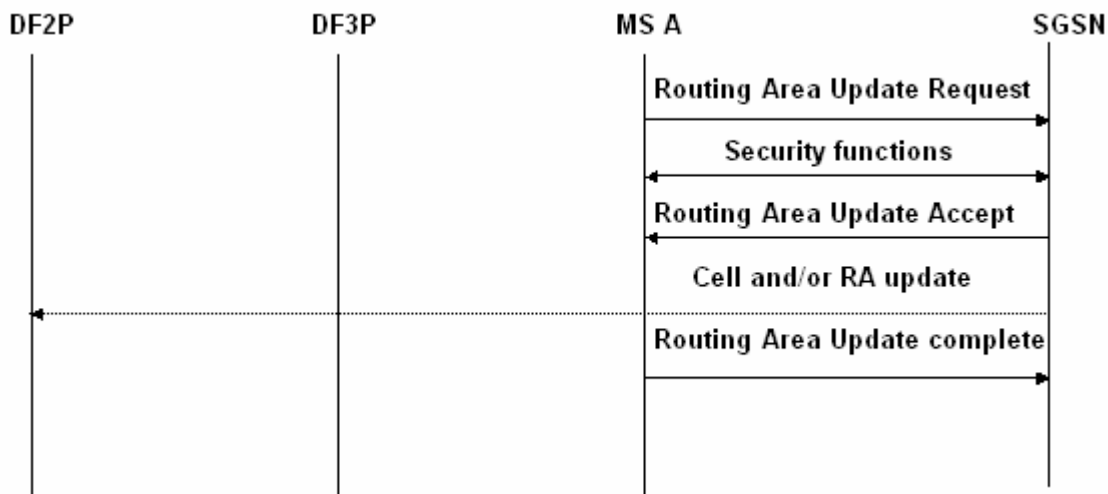 DF2P DF3P MS A SGSN
Routing Area Update Request
Security functions
Routing Area Update Accept
Cell and/or RA update
Routing Area Update complete